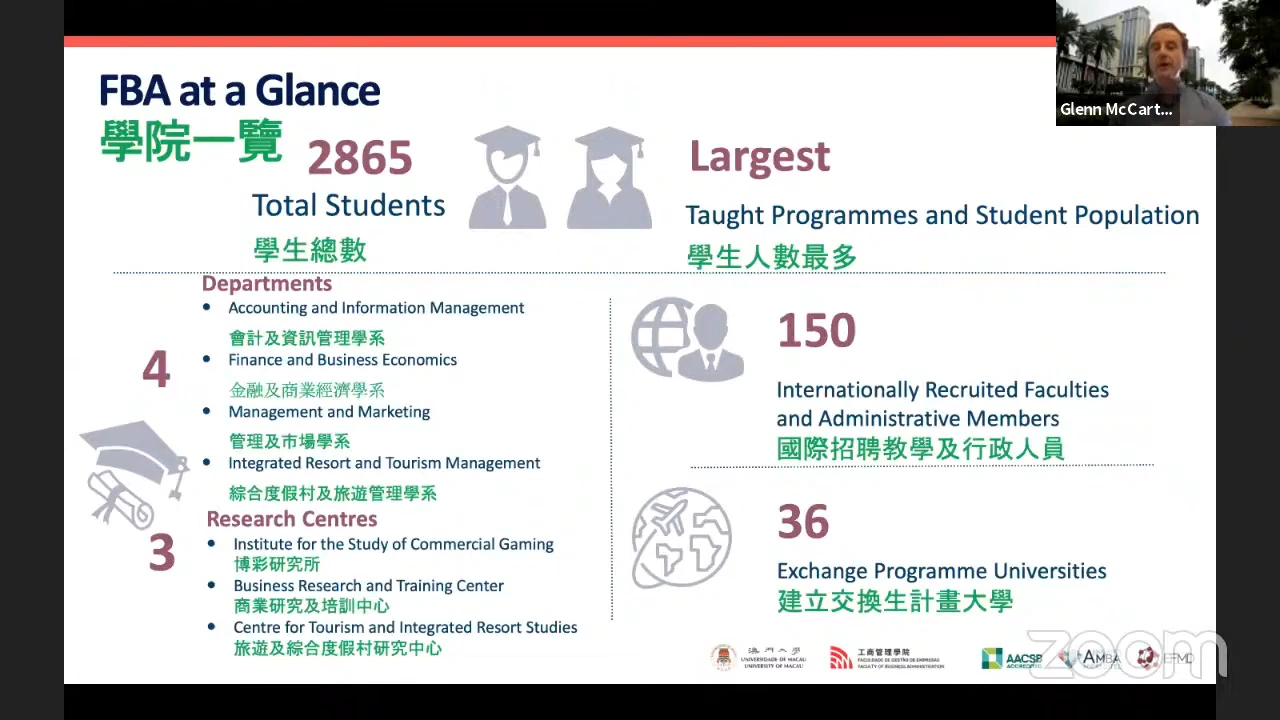 FBA at a Glance
學院一覽
2865
Total Students
學生總數
Largest
Taught Programmes and Student Population
學生人數最多
Glenn McCart...
4
Departments
Accounting and Information Management
會計及資訊管理學系
Finance and Business Economics
金融及商業經濟學系
Management and Marketing
管理及市場學系
Integrated Resort and Tourism Management
綜合度假村及旅遊管理學系
3
Research Centres
Institute for the Study of Commercial Gaming
博彩研究所
Business Research and Training Center
商業研究及培訓中心
Centre for Tourism and Integrated Resort Studies
旅遊及綜合度假村研究中心
150
Internationally Recruited Faculties
and Administrative Members
國際招聘教學及行政人員
36
Exchange Programme Universities
建立交換生計畫大學
澳門大學
UNIVERSIDADE DE MACAU
UNIVERSITY OF MACAU
工商管理學院
FACULDADE DE GESTÃO DE EMPRESAS
FACULTY OF BUSINESS ADMINISTRATION
AACSB
ACCREDITED
AMBA
EFMD
zoom